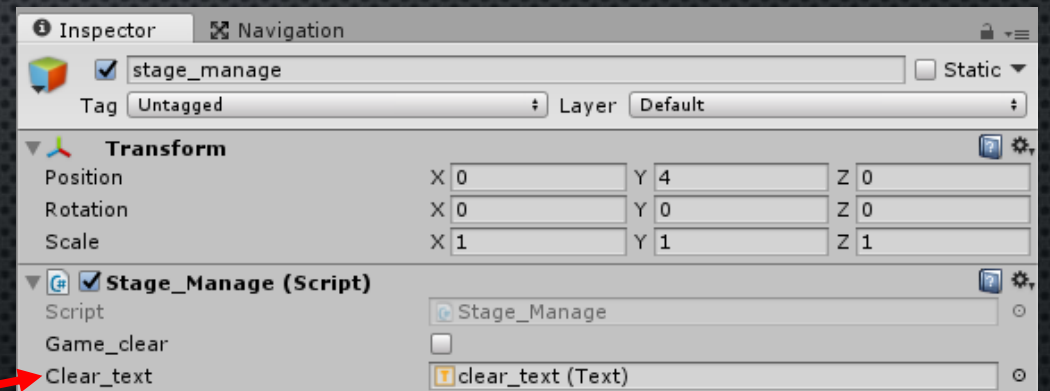 Inspector Navigation
stage_manage Static
Tag Untagged Layer Default
Transform
Position X 0 Y 4 Z 0
Rotation X 0 Y 0 Z 0
Scale X 1 Y 1 Z 1
Stage_Manage (Script)
Script Stage_Manage
Game_clear
Clear_text clear_text (Text)